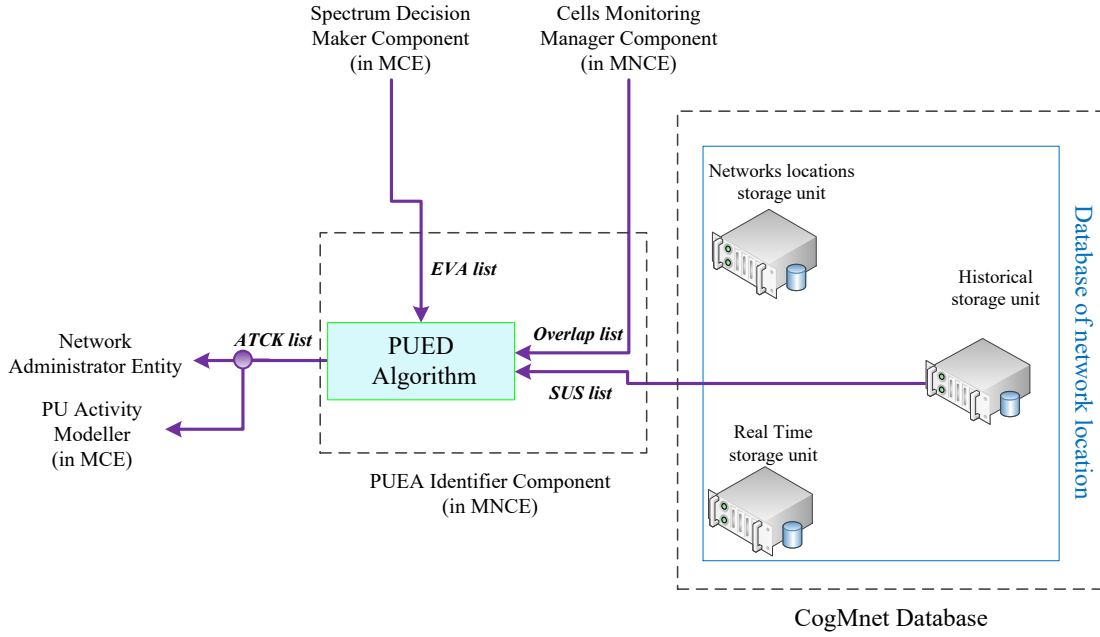 Spectrum Decision
Maker Component
(in MCE)
Cells Monitoring
Manager Component
(in MNCE)
Networks locations
storage unit
Historical
storage unit
Real Time
storage unit
Database of network
location
EVA list
Overlap list
SUS list
ATCK list
PUED
Algorithm
Network
Administrator Entity
PU Activity
Modeller
(in MCE)
PUEA Identifier Component
(in MNCE)
CogMnet Database